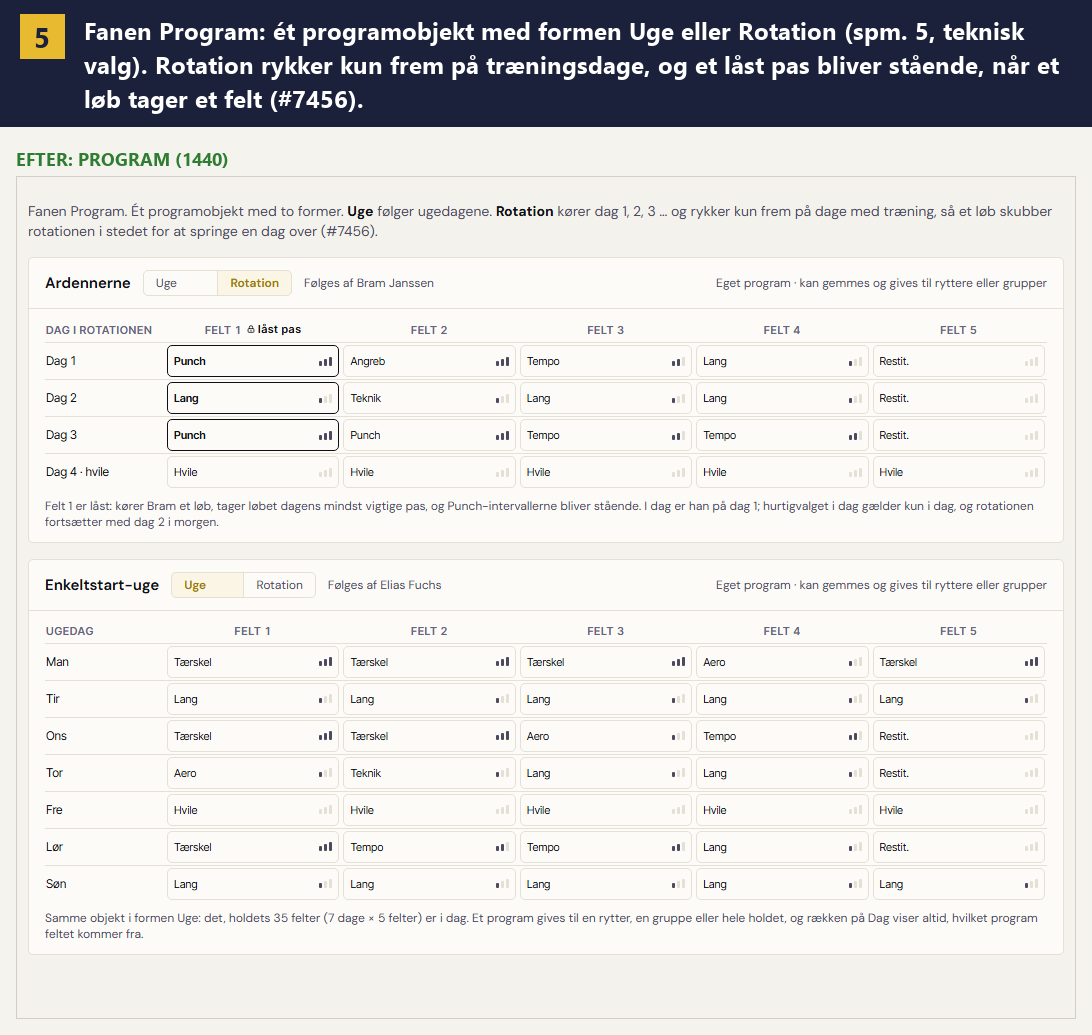 5
Fanen Program: ét programobjekt med formen Uge eller Rotation (spm. 5, teknisk
valg). Rotation rykker kun frem på træningsdage, og et låst pas bliver stående, når et
løb tager et felt (#7456).
EFTER: PROGRAM (1440)
Fanen Program. Ét programobjekt med to former. Uge følger ugedagene. Rotation kører dag 1, 2, 3 … og rykker kun frem på dage med træning, så et løb skubber
rotationen i stedet for at springe en dag over (#7456).
Ardennerne Uge Rotation Følges af Bram Janssen Eget program · kan gemmes og gives til ryttere eller grupper
DAG I ROTATIONEN FELT 1 låst pas FELT 2 FELT 3 FELT 4 FELT 5
Dag 1 Punch Angreb Tempo Lang Restit.
Dag 2 Lang Teknik Lang Lang Restit.
Dag 3 Punch Punch Tempo Tempo Restit.
Dag 4 · hvile Hvile Hvile Hvile Hvile Hvile
Felt 1 er låst: kører Bram et løb, tager løbet dagens mindst vigtige pas, og Punch-intervallerne bliver stående. I dag er han på dag 1; hurtigvalget i dag gælder kun i dag, og rotationen
fortsætter med dag 2 i morgen.
Enkeltstart-uge Uge Rotation Følges af Elias Fuchs Eget program · kan gemmes og gives til ryttere eller grupper
UGEDAG FELT 1 FELT 2 FELT 3 FELT 4 FELT 5
Man Tærskel Tærskel Tærskel Aero Tærskel
Tir Lang Lang Lang Lang Lang
Ons Tærskel Tærskel Aero Tempo Restit.
Tor Aero Teknik Lang Lang Restit.
Fre Hvile Hvile Hvile Hvile Hvile
Lør Tærskel Tempo Tempo Lang Restit.
Søn Lang Lang Lang Lang Lang
Samme objekt i formen Uge: det, holdets 35 felter (7 dage × 5 felter) er i dag. Et program gives til en rytter, en gruppe eller hele holdet, og rækken på Dag viser altid, hvilket program
feltet kommer fra.